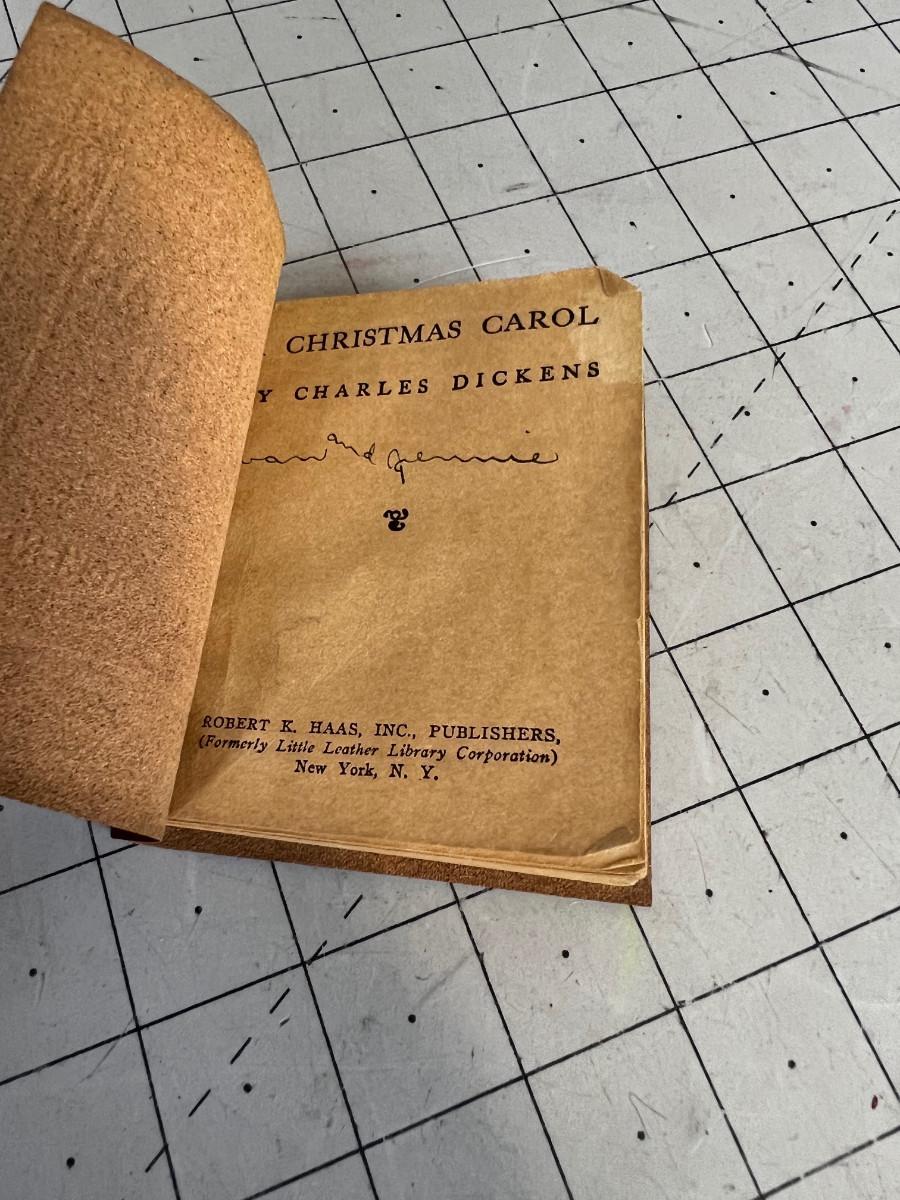 CHRISTMAS CAROL
Y CHARLES DICKENS
and Jennie
ROBERT K. HAAS, INC., PUBLISHERS,
(Formerly Little Leather Library Corporation)
New York, N. Y.